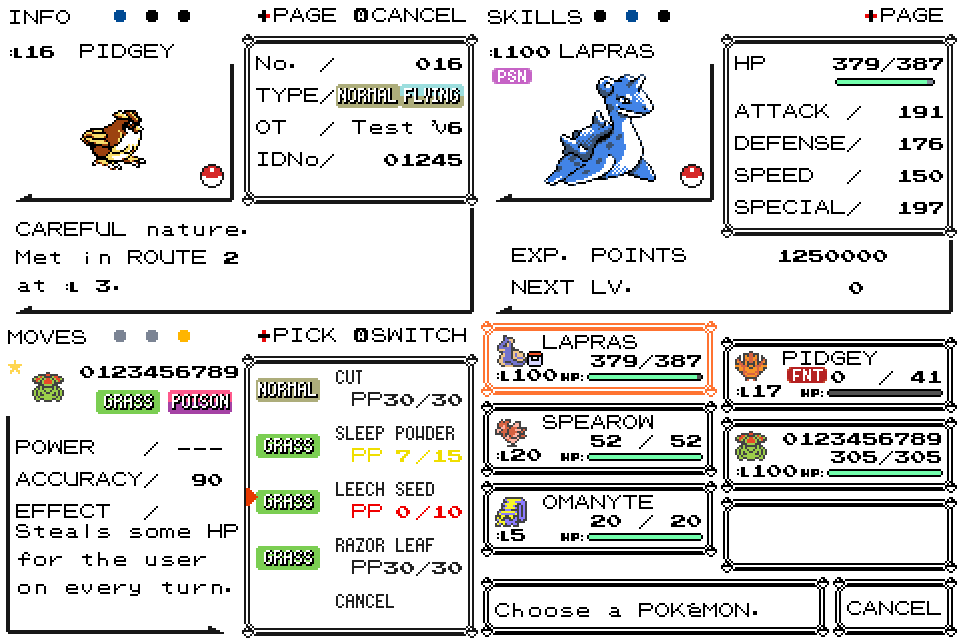 INFO PAGE CANCEL
:L16 PIDGEY
No. / 016
TYPE/ NORMAL FLYING
OT / Test V6
IDNo/ 01245
CAREFUL nature.
Met in ROUTE 2
at :L 3.
SKILLS PAGE
:L100 LAPRAS
PSN
HP 379/387
ATTACK / 191
DEFENSE/ 176
SPEED / 150
SPECIAL/ 197
EXP. POINTS 1250000
NEXT LV. 0
MOVES PICK SWITCH
0123456789
GRASS POISON
POWER / ---
ACCURACY/ 90
EFFECT /
Steals some HP
for the user
on every turn.
NORMAL CUT
PP30/30
GRASS SLEEP POWDER
PP 7/15
GRASS LEECH SEED
PP 0/10
GRASS RAZOR LEAF
PP30/30
CANCEL
LAPRAS
379/387
:L100 HP:
SPEAROW
52 / 52
:L20 HP:
OMANYTE
20 / 20
:L5 HP:
PIDGEY
FNT 0 / 41
:L17 HP:
0123456789
305/305
:L100 HP:
Choose a POKéMON.
CANCEL